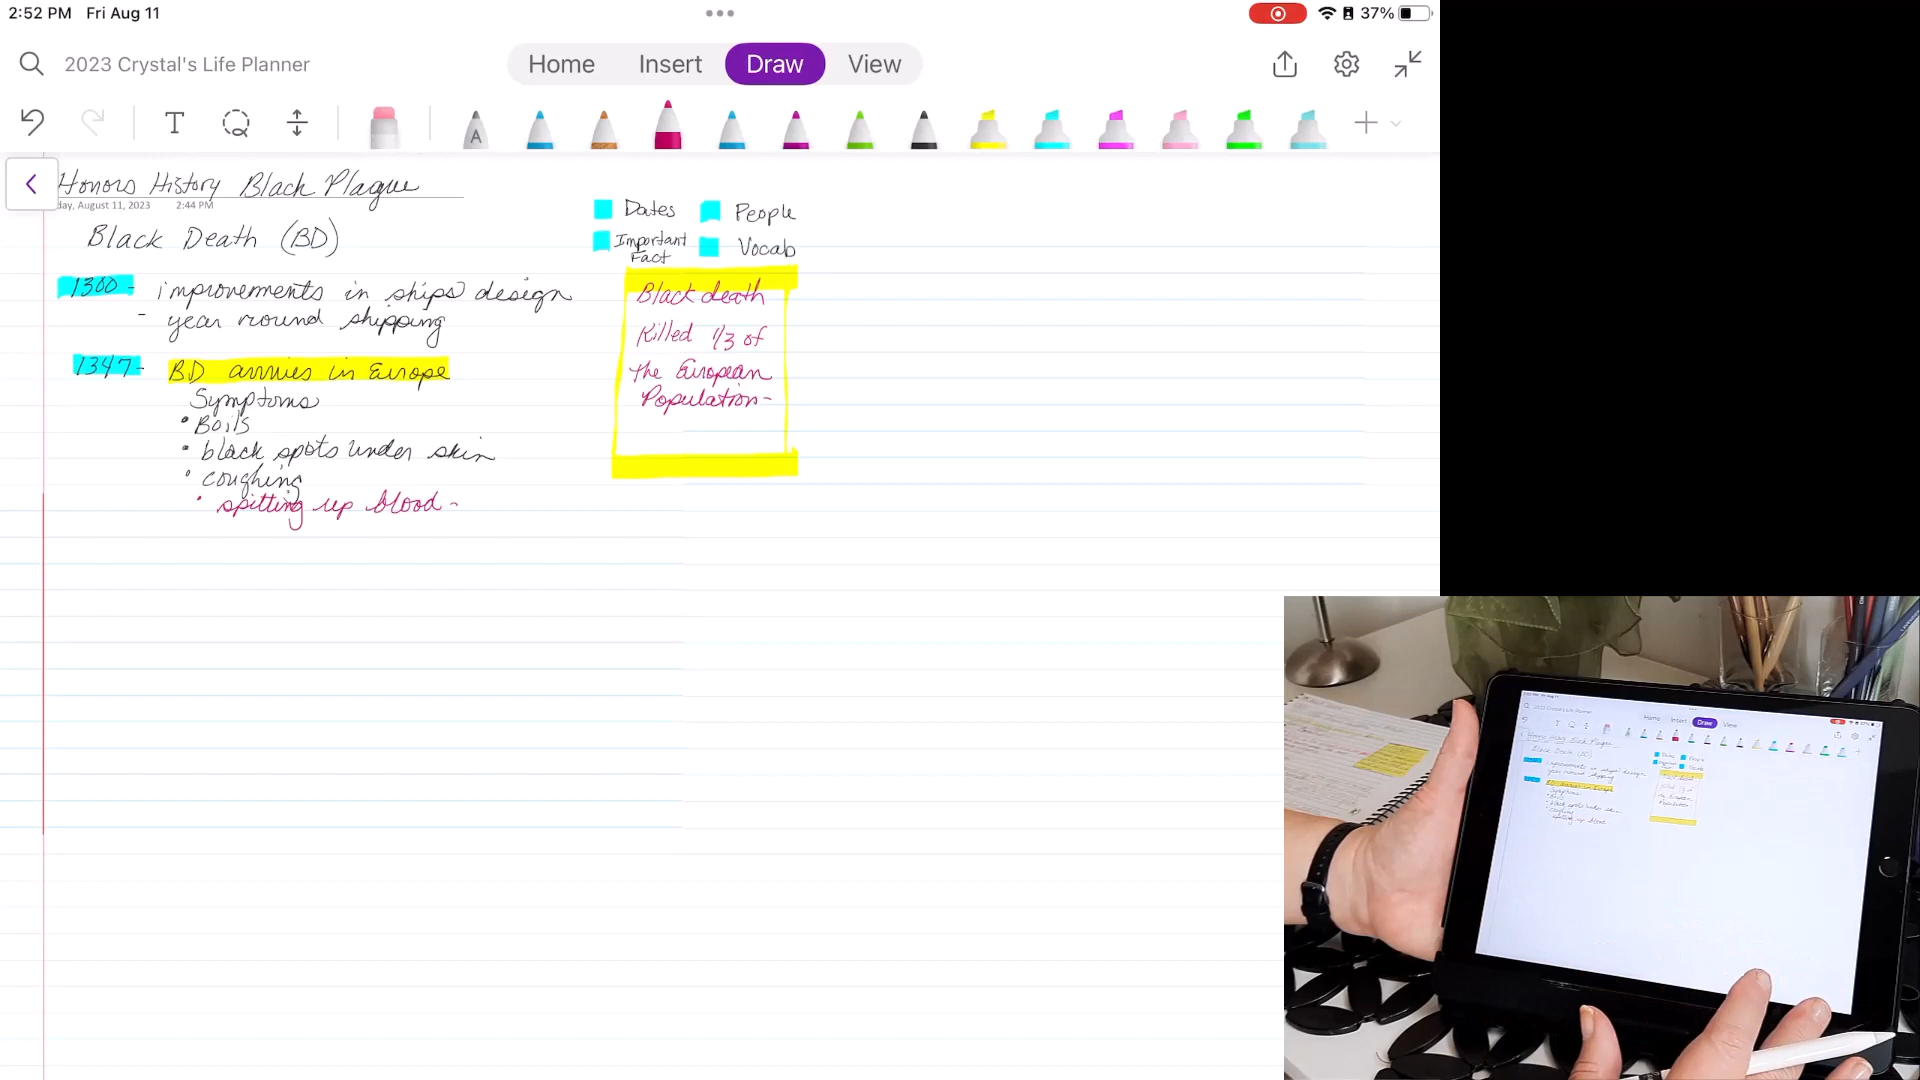 2:52 PM Fri Aug 11
37%
2023 Crystal's Life Planner
Home Insert Draw View
T
A
Honors History Black Plague
day, August 11, 2023 2:44 PM
Black Death (BD)
Dates People
Important Fact Vocab
1300 - improvements in ships' design
- year round shipping
1347 - BD arrives in Europe
Symptoms
• Boils
• black spots under skin
• coughing
• spitting up blood -
Black death
Killed 1/3 of
the European
Population -